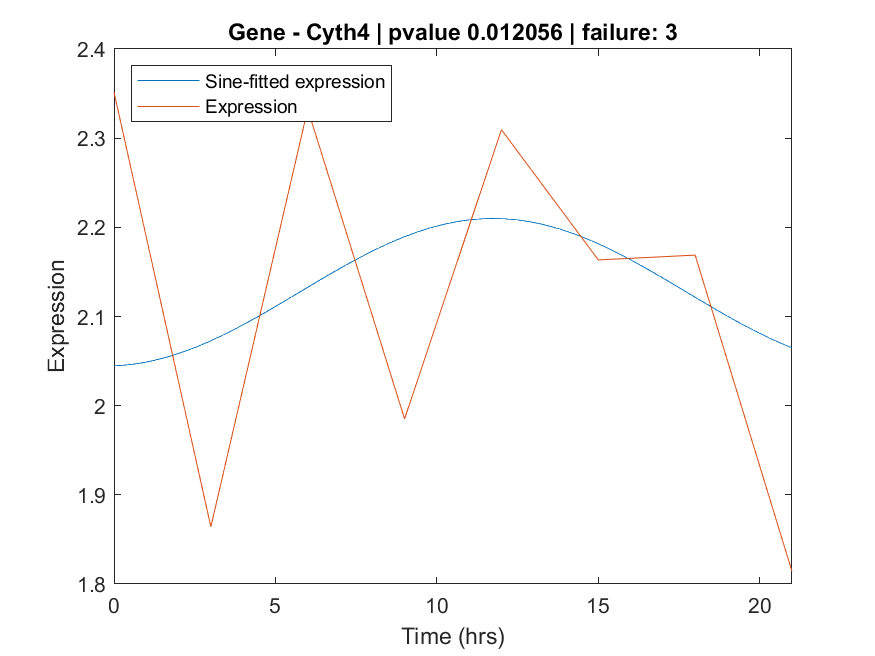 Gene - Cyth4 | pvalue 0.012056 | failure: 3
2.4
2.3
2.2
2.1
2
1.9
1.8
Expression
Sine-fitted expression
Expression
0 5 10 15 20
Time (hrs)